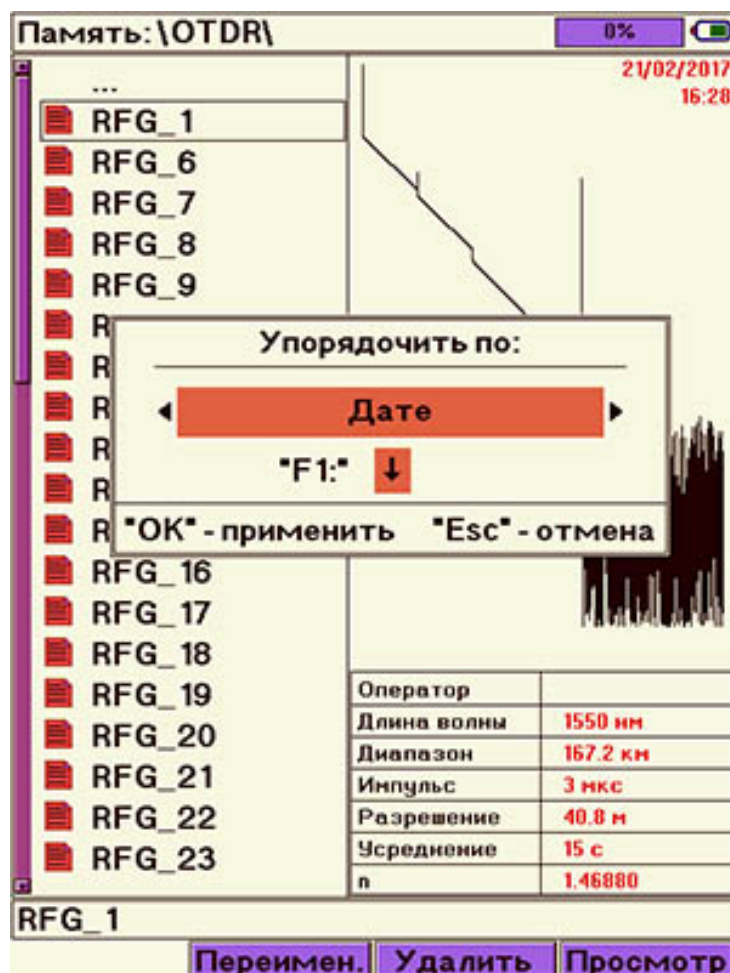 Память:\OTDR\ 0%
21/02/2017
16:28
...
RFG_1
RFG_6
RFG_7
RFG_8
RFG_9
R
R
R
R
R
R
Упорядочить по:
Дате
"F1:" ↓
"OK" - применить "Esc" - отмена
RFG_16
RFG_17
RFG_18
RFG_19
RFG_20
RFG_21
RFG_22
RFG_23
Оператор
Длина волны 1550 нм
Диапазон 167.2 км
Импульс 3 мкс
Разрешение 40.8 м
Усреднение 15 с
n 1.46880
RFG_1
Переимен. Удалить Просмотр